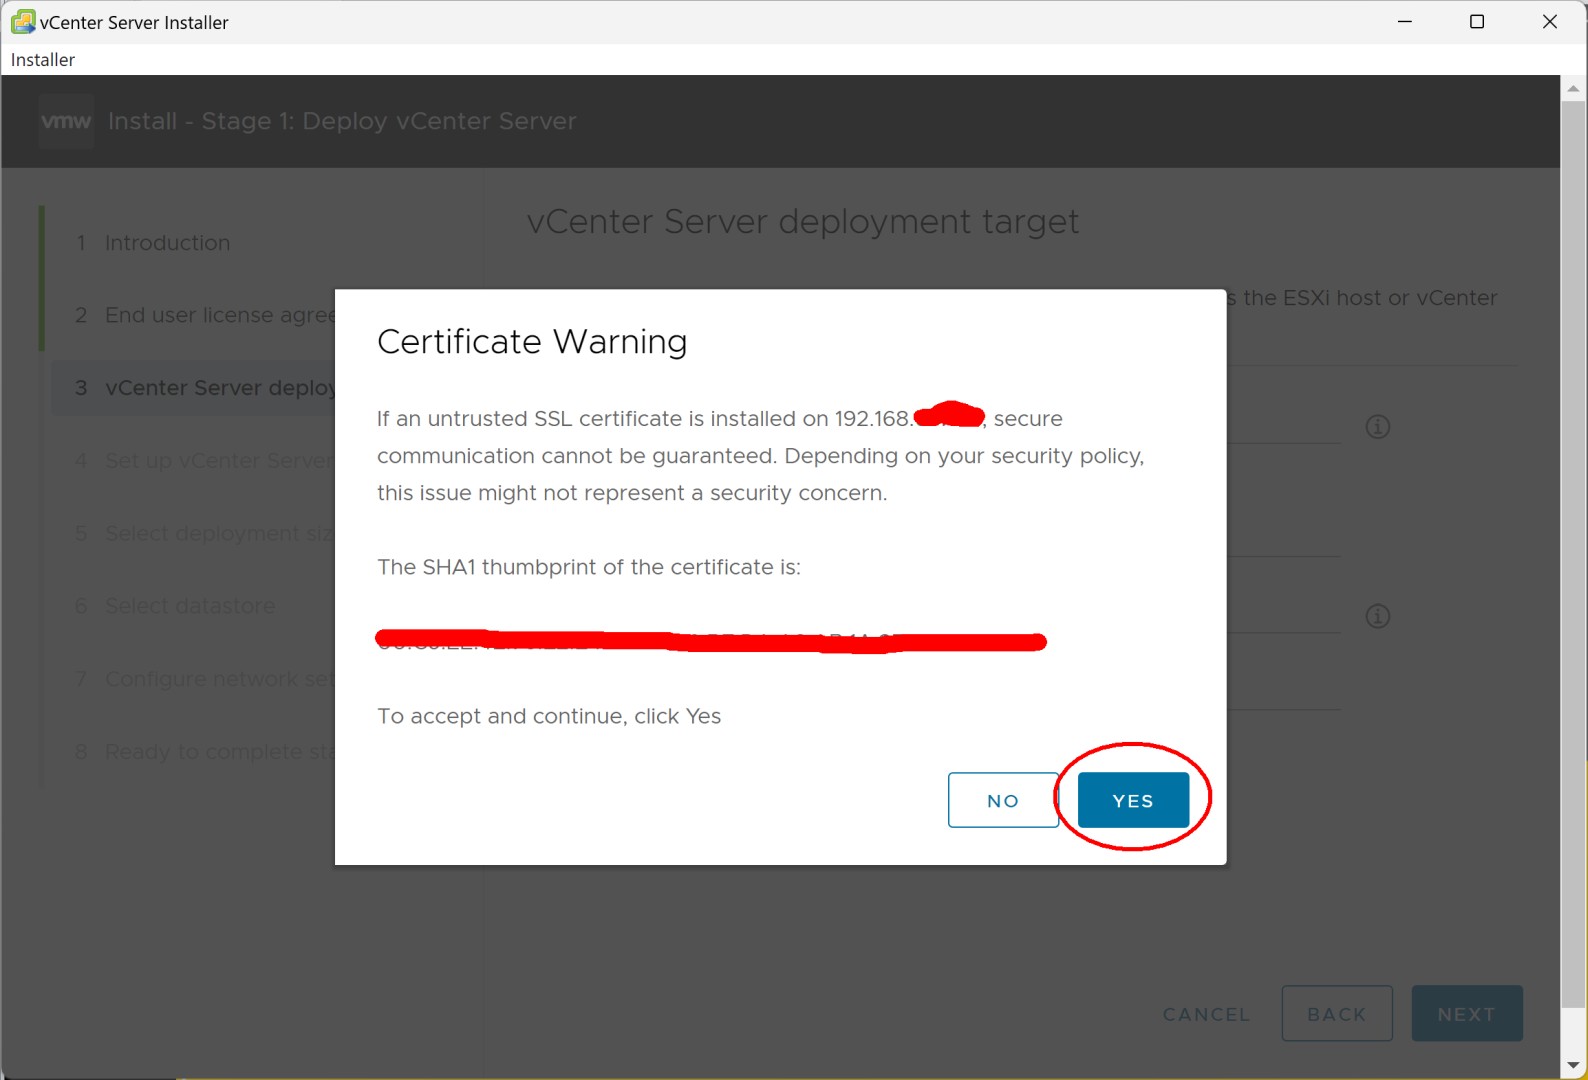 vCenter Server Installer
Installer
vmw Install - Stage 1: Deploy vCenter Server
1 Introduction
2 End user license agree
3 vCenter Server deploy
4 Set up vCenter Server
5 Select deployment siz
6 Select datastore
7 Configure network set
8 Ready to complete sta
vCenter Server deployment target
s the ESXi host or vCenter
Certificate Warning
If an untrusted SSL certificate is installed on 192.168. , secure
communication cannot be guaranteed. Depending on your security policy,
this issue might not represent a security concern.
The SHA1 thumbprint of the certificate is:
To accept and continue, click Yes
NO YES
CANCEL BACK NEXT